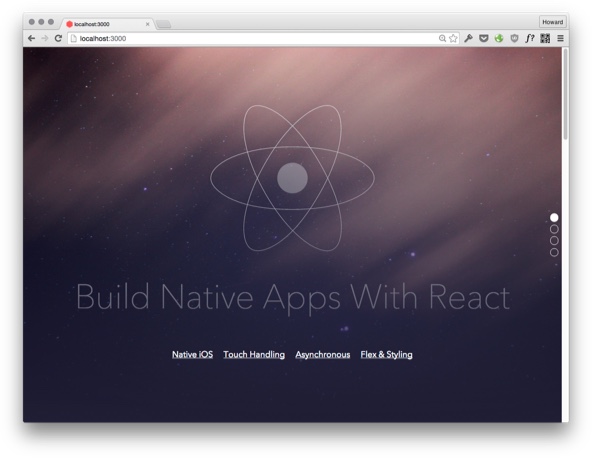 localhost:3000
Howard
localhost:3000
f?
Build Native Apps With React
Native iOS Touch Handling Asynchronous Flex & Styling